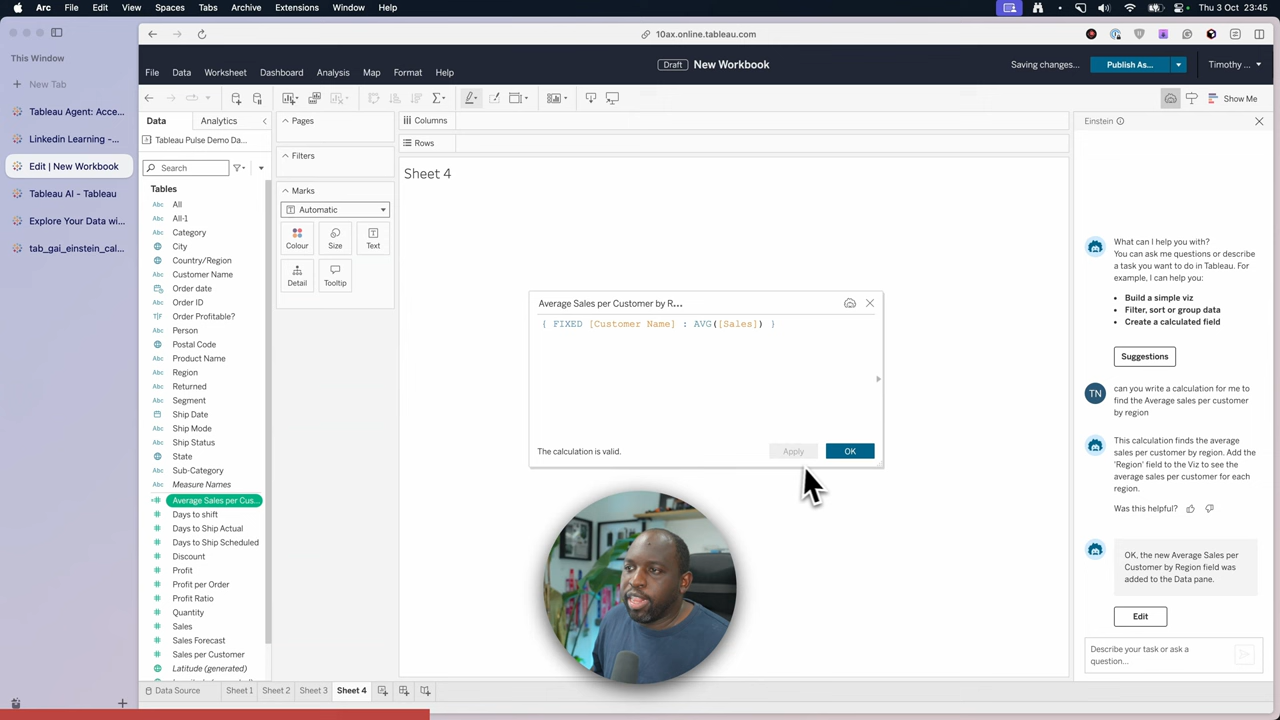 Arc File Edit View Spaces Tabs Archive Extensions Window Help
Thu 3 Oct 23:45
This Window
New Tab
Tableau Agent: Acce...
Linkedin Learning –...
Edit | New Workbook
Tableau AI – Tableau
Explore Your Data wi...
tab_gai_einstein_cal...
10ax.online.tableau.com
Draft New Workbook
Saving changes...
Publish As...
Timothy ...
File Data Worksheet Dashboard Analysis Map Format Help
Show Me
Data Analytics
Tableau Pulse Demo Da...
Search
Tables
Abc All
Abc All-1
Abc Category
City
Country/Region
Abc Customer Name
Order date
Abc Order ID
T|F Order Profitable?
Abc Person
Postal Code
Abc Product Name
Abc Region
Abc Returned
Abc Segment
Ship Date
Abc Ship Mode
Abc Ship Status
State
Abc Sub-Category
Abc Measure Names
Average Sales per Cus...
Days to shift
Days to Ship Actual
Days to Ship Scheduled
Discount
Profit
Profit per Order
Profit Ratio
Quantity
Sales
Sales Forecast
Sales per Customer
Latitude (generated)
Pages
Filters
Marks
Automatic
Colour Size Text
Detail Tooltip
Columns
Rows
Sheet 4
Average Sales per Customer by R...
{ FIXED [Customer Name] : AVG([Sales]) }
The calculation is valid.
Apply OK
Einstein
What can I help you with?
You can ask me questions or describe
a task you want to do in Tableau. For
example, I can help you:
• Build a simple viz
• Filter, sort or group data
• Create a calculated field
Suggestions
TN
can you write a calculation for me to
find the Average sales per customer
by region
This calculation finds the average
sales per customer by region. Add the
'Region' field to the Viz to see the
average sales per customer for each
region.
Was this helpful?
OK, the new Average Sales per
Customer by Region field was
added to the Data pane.
Edit
Describe your task or ask a
question...
Data Source Sheet 1 Sheet 2 Sheet 3 Sheet 4